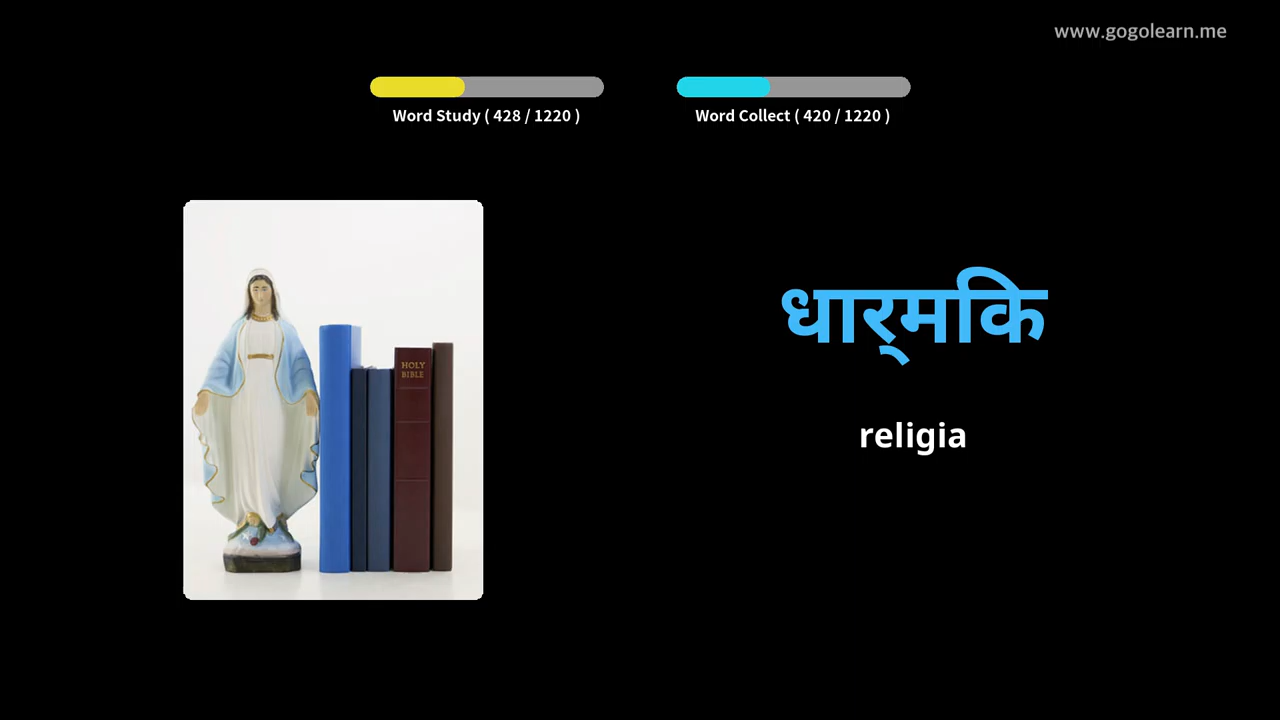 www.gogolearn.me
Word Study ( 428 / 1220 )
Word Collect ( 420 / 1220 )
HOLY
BIBLE
धार्मकि
religia